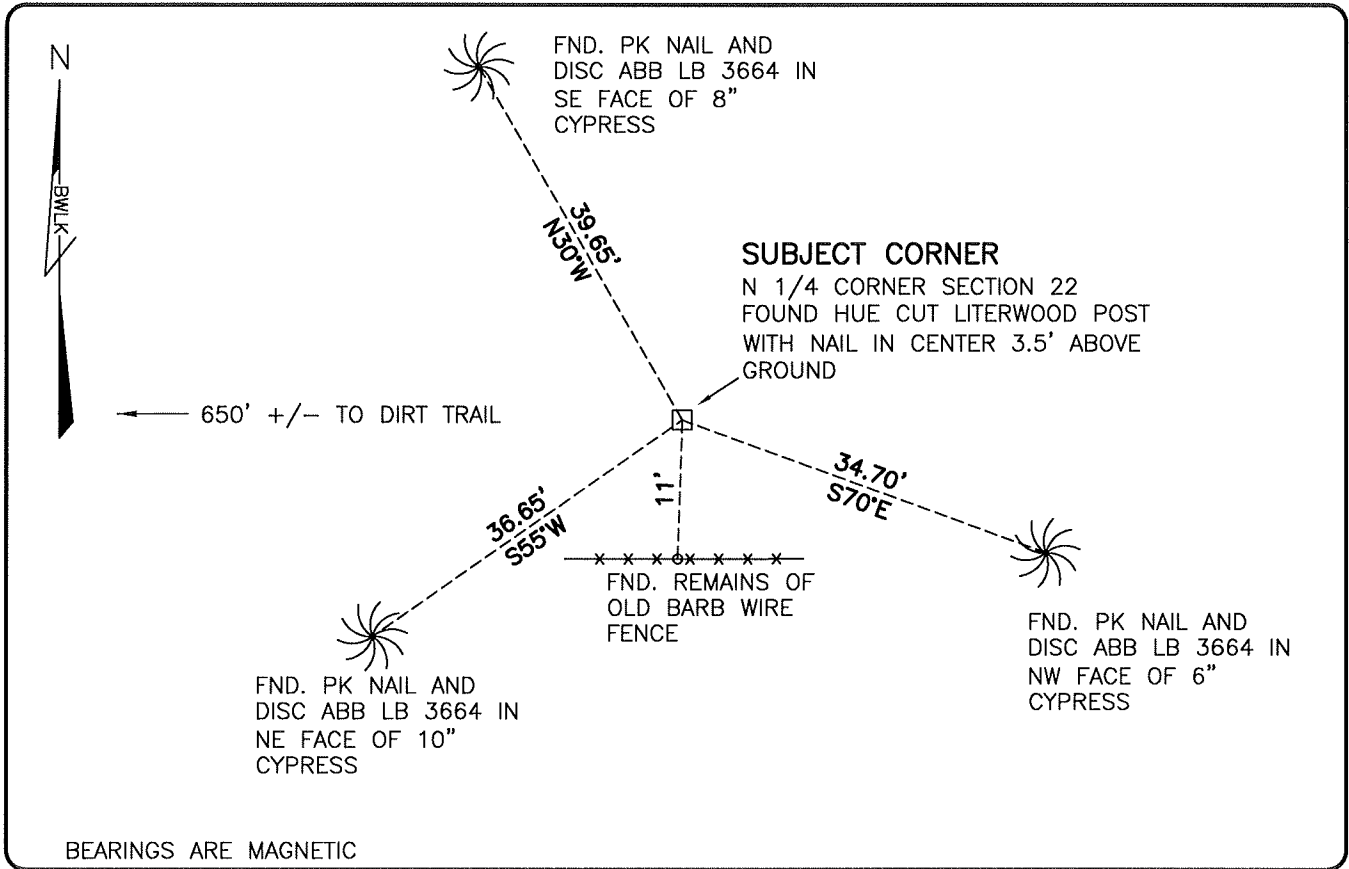 N
FND. PK NAIL AND
DISC ABB LB 3664 IN
SE FACE OF 8"
CYPRESS
BWLK
39.65'
N30°W
SUBJECT CORNER
N 1/4 CORNER SECTION 22
FOUND HUE CUT LITERWOOD POST
WITH NAIL IN CENTER 3.5' ABOVE
GROUND
650' +/- TO DIRT TRAIL
36.65'
S55°W
11'
34.70'
S70°E
FND. REMAINS OF
OLD BARB WIRE
FENCE
FND. PK NAIL AND
DISC ABB LB 3664 IN
NW FACE OF 6"
CYPRESS
FND. PK NAIL AND
DISC ABB LB 3664 IN
NE FACE OF 10"
CYPRESS
BEARINGS ARE MAGNETIC